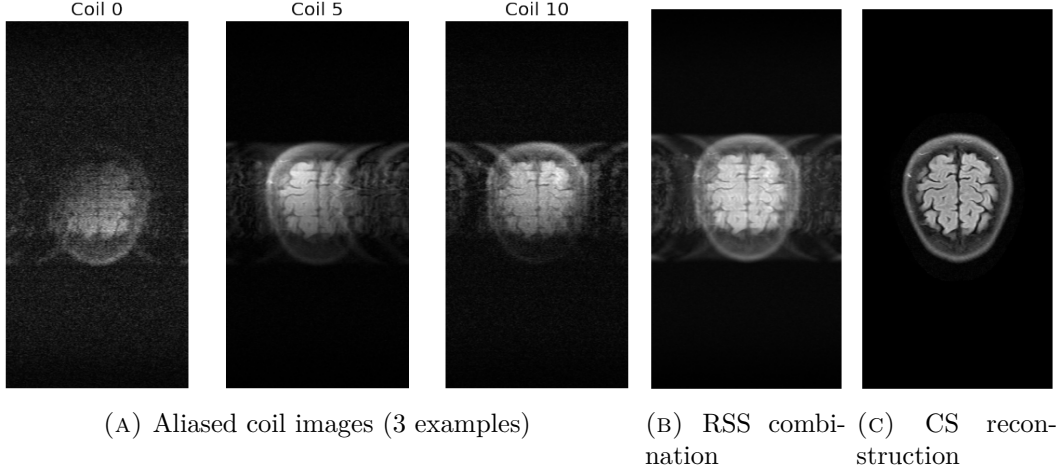 Coil 0
Coil 5
Coil 10
(A) Aliased coil images (3 examples)
(B) RSS combi-
nation
(C) CS recon-
struction